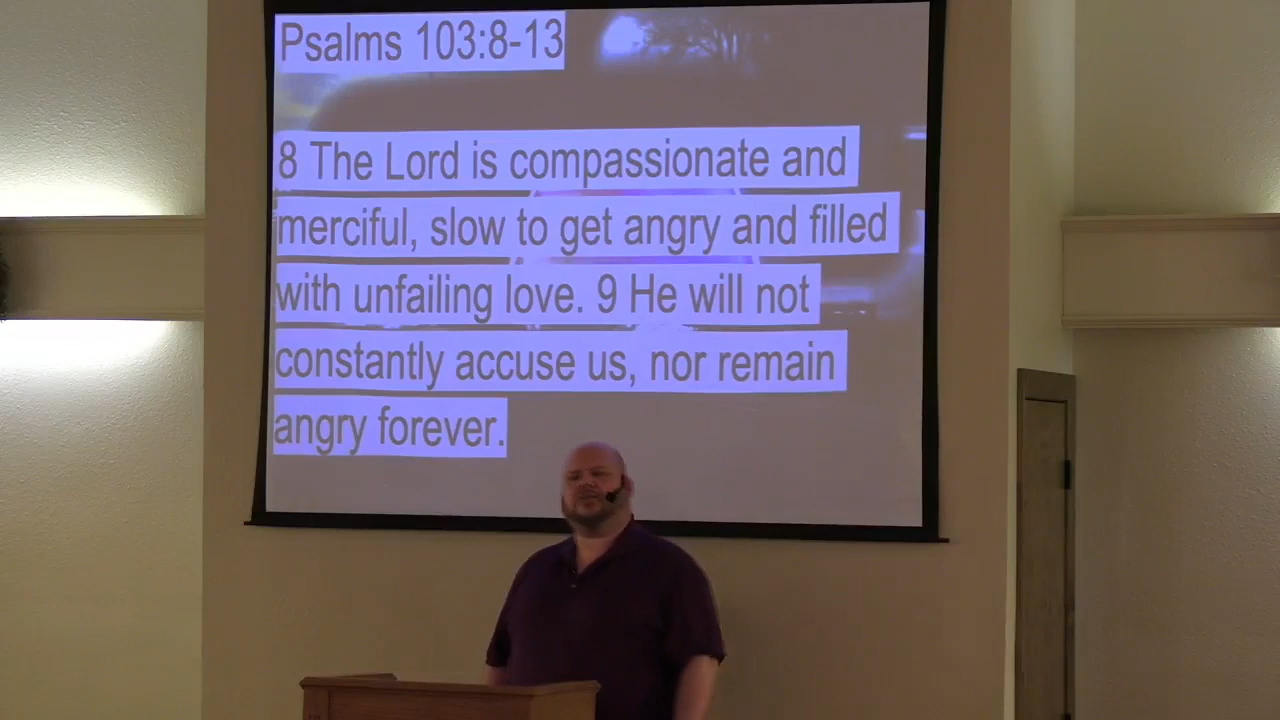 Psalms 103:8-13
8 The Lord is compassionate and
merciful, slow to get angry and filled
with unfailing love. 9 He will not
constantly accuse us, nor remain
angry forever.